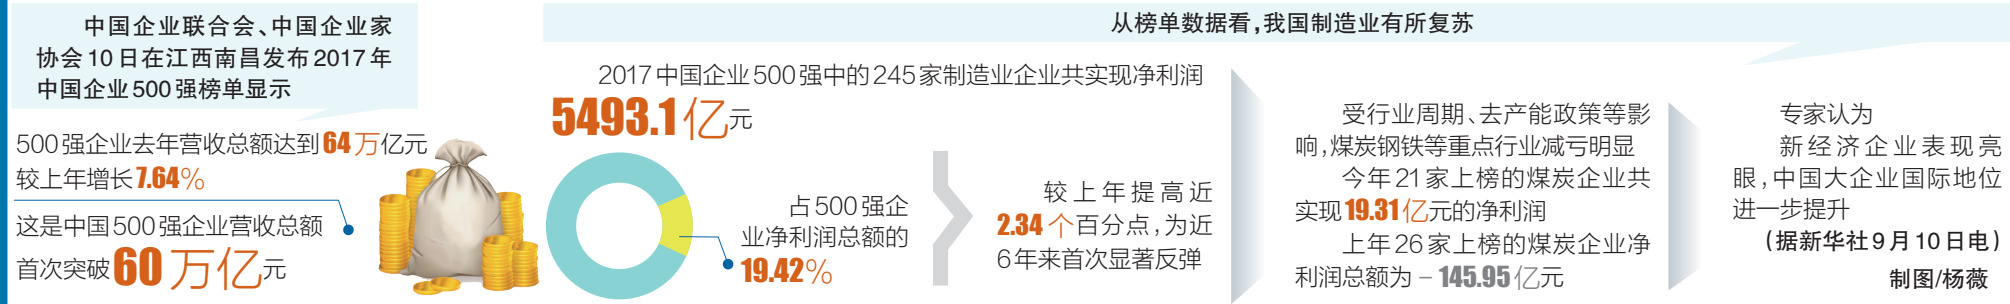 中国企业联合会、中国企业家
协会10日在江西南昌发布2017年
中国企业500强榜单显示
500强企业去年营收总额达到64万亿元
较上年增长7.64%
这是中国500强企业营收总额
首次突破60万亿元
从榜单数据看,我国制造业有所复苏
2017中国企业500强中的245家制造业企业共实现净利润
5493.1亿元
占500强企
业净利润总额的
19.42%
较上年提高近
2.34个百分点,为近
6年来首次显著反弹
受行业周期、去产能政策等影
响,煤炭钢铁等重点行业减亏明显
今年21家上榜的煤炭企业共
实现19.31亿元的净利润
上年26家上榜的煤炭企业净
利润总额为－145.95亿元
专家认为
新经济企业表现亮
眼,中国大企业国际地位
进一步提升
(据新华社9月10日电)
制图/杨薇